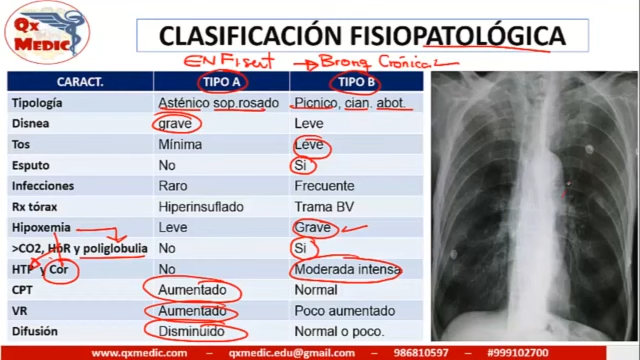 Qx
MEDIC
CLASIFICACIÓN FISIOPATOLÓGICA
ENFisent → Bronq Crónica
CARACT. TIPO A TIPO B
Tipología Asténico sop.rosado Picnico, cian. abot.
Disnea grave Leve
Tos Mínima Leve
Esputo No Si
Infecciones Raro Frecuente
Rx tórax Hiperinsuflado Trama BV
Hipoxemia Leve Grave
>CO2, HbR y poliglobulia No Si
HTP y Cor No Moderada intensa
CPT Aumentado Normal
VR Aumentado Poco aumentado
Difusión Disminuido Normal o poco.
www.qxmedic.com – qxmedic.edu@gmail.com – 986810597 – #999102700